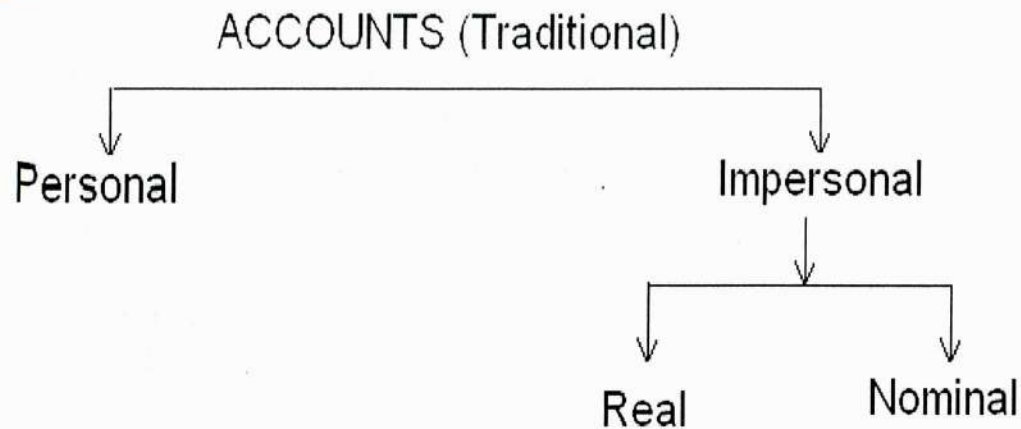 ACCOUNTS (Traditional)
Personal
Impersonal
Real
Nominal